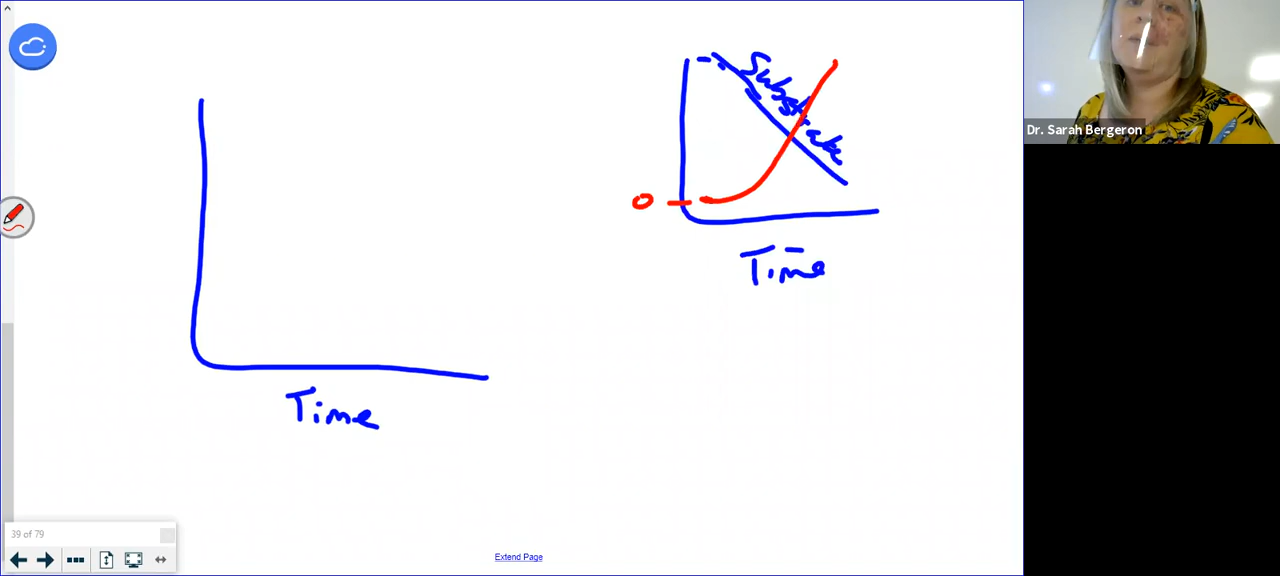 Substrate
Dr. Sarah Bergeron
0
Time
Time
39 of 79
Extend Page